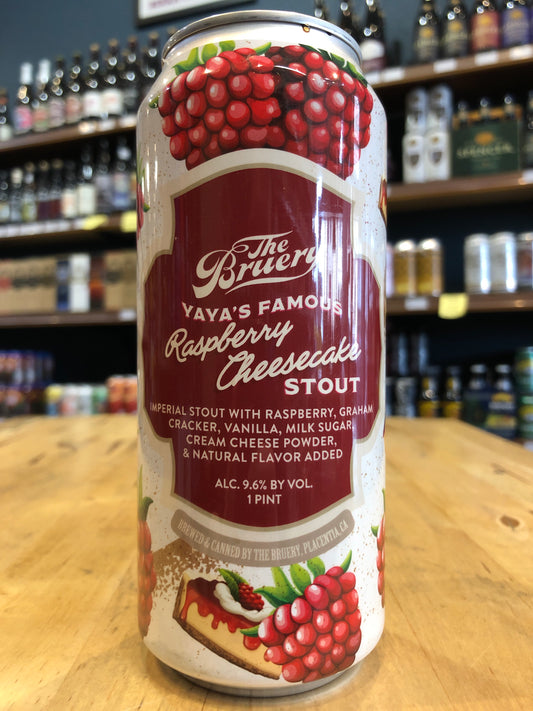 The
Bruery
YAYA'S FAMOUS
Raspberry
Cheesecake
STOUT
IMPERIAL STOUT WITH RASPBERRY, GRAHAM
CRACKER, VANILLA, MILK SUGAR,
CREAM CHEESE POWDER,
& NATURAL FLAVOR ADDED
ALC. 9.6% BY VOL.
1 PINT
BREWED & CANNED BY THE BRUERY, PLACENTIA, CA